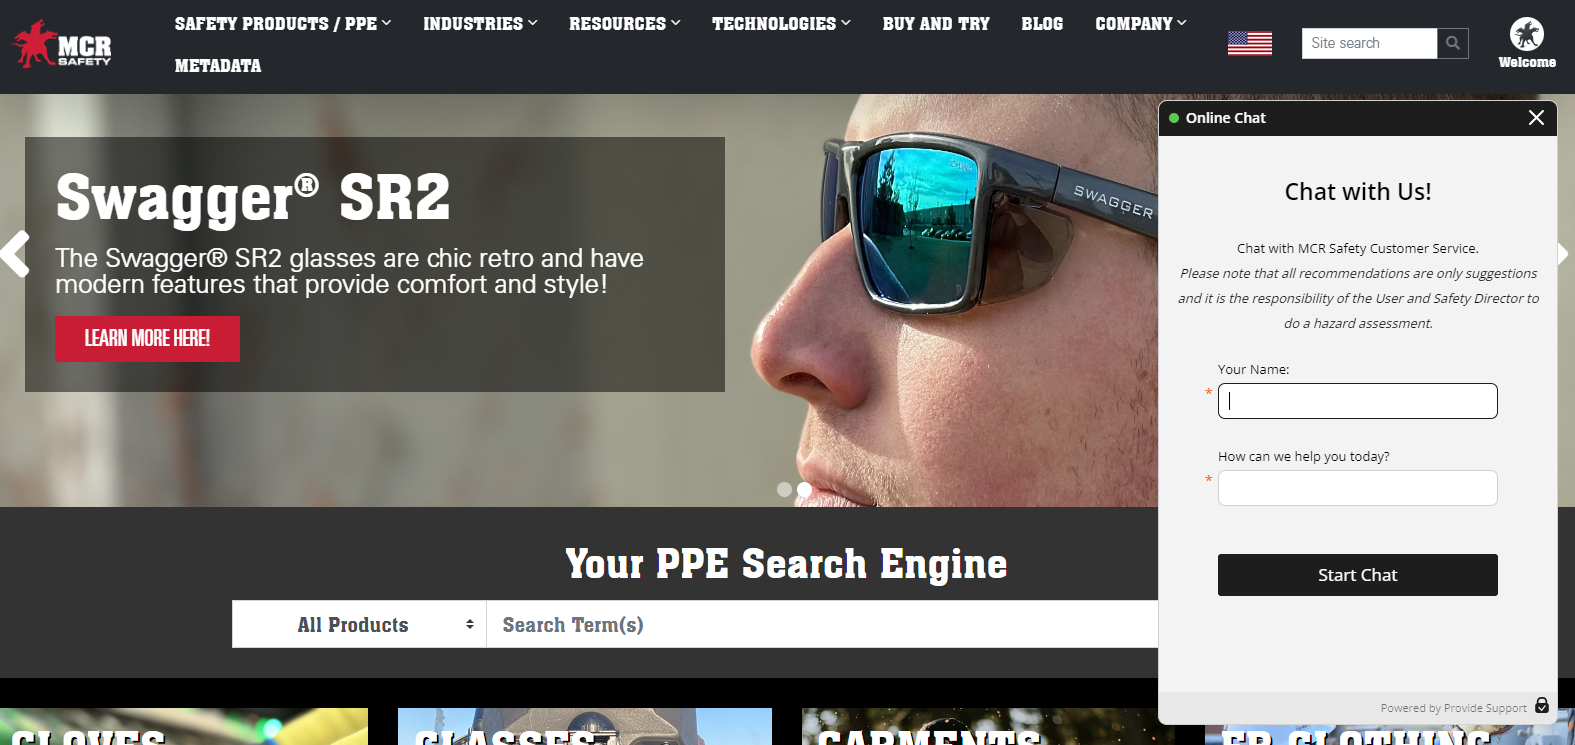 SAFETY PRODUCTS / PPE
INDUSTRIES
RESOURCES
TECHNOLOGIES
BUY AND TRY
BLOG
COMPANY
METADATA
MCR
SAFETY
Site search
Welcome
Swagger® SR2
The Swagger® SR2 glasses are chic retro and have
modern features that provide comfort and style!
LEARN MORE HERE!
SWAGGER
Online Chat
Chat with Us!
Chat with MCR Safety Customer Service.
Please note that all recommendations are only suggestions
and it is the responsibility of the User and Safety Director to
do a hazard assessment.
Your Name:
*
How can we help you today?
*
Start Chat
Powered by Provide Support
Your PPE Search Engine
All Products
Search Term(s)
GLOVES
GLASSES
GARMENTS
FR CLOTHING